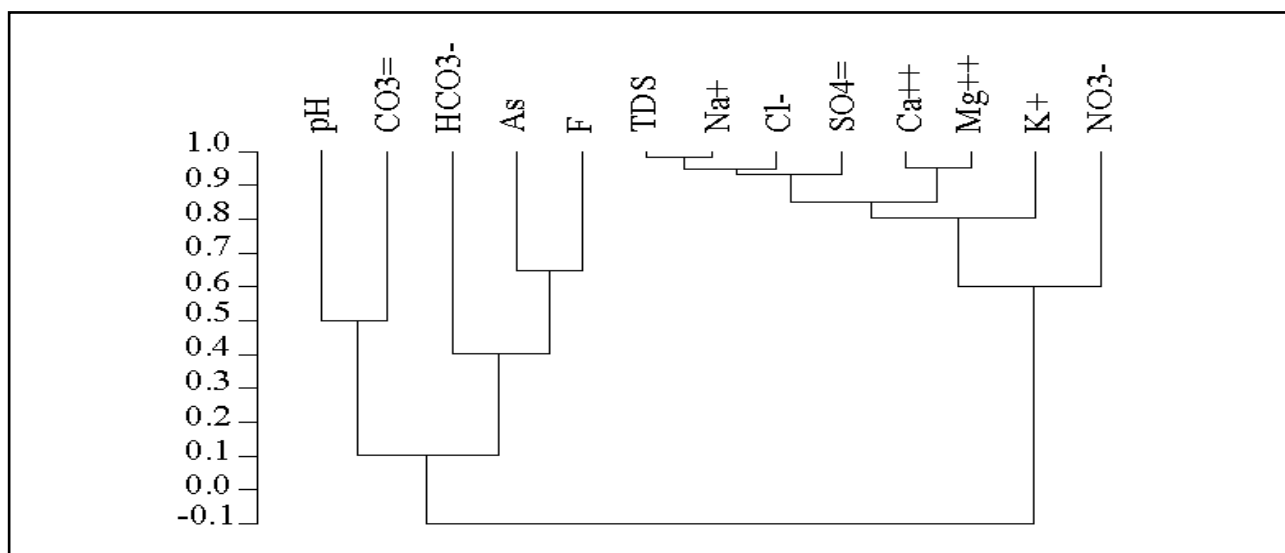 pH
CO3=
HCO3-
As
F
TDS
Na+
Cl-
SO4=
Ca++
Mg++
K+
NO3-
1.0
0.9
0.8
0.7
0.6
0.5
0.4
0.3
0.2
0.1
0.0
-0.1